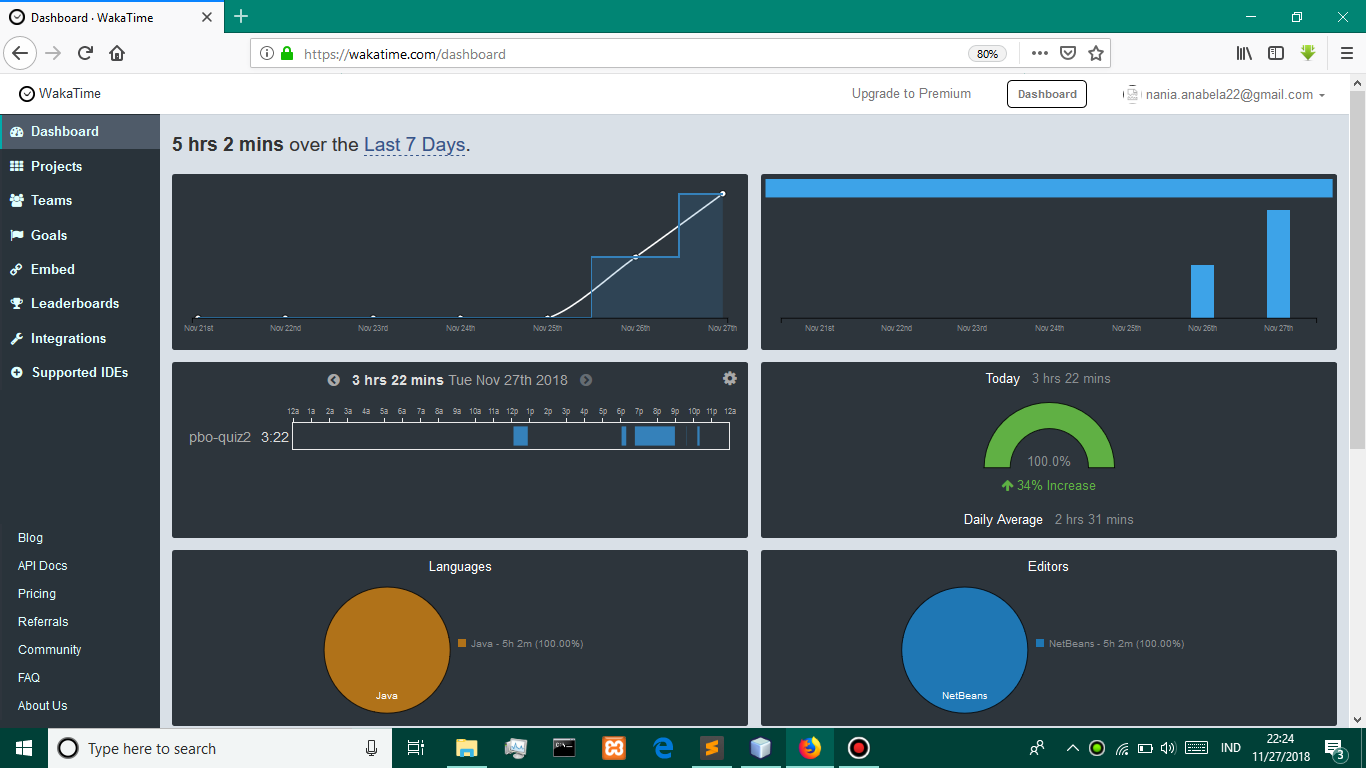 Dashboard · WakaTime
https://wakatime.com/dashboard
80%
WakaTime
Upgrade to Premium
Dashboard
nania.anabela22@gmail.com
Dashboard
Projects
Teams
Goals
Embed
Leaderboards
Integrations
Supported IDEs
Blog
API Docs
Pricing
Referrals
Community
FAQ
About Us
5 hrs 2 mins over the Last 7 Days.
Nov 21st Nov 22nd Nov 23rd Nov 24th Nov 25th Nov 26th Nov 27th
Nov 21st Nov 22nd Nov 23rd Nov 24th Nov 25th Nov 26th Nov 27th
3 hrs 22 mins Tue Nov 27th 2018
12a 1a 2a 3a 4a 5a 6a 7a 8a 9a 10a 11a 12p 1p 2p 3p 4p 5p 6p 7p 8p 9p 10p 11p 12a
pbo-quiz2 3:22
Today 3 hrs 22 mins
100.0%
34% Increase
Daily Average 2 hrs 31 mins
Languages
Java - 5h 2m (100.00%)
Java
Editors
NetBeans - 5h 2m (100.00%)
NetBeans
Type here to search
IND
22:24
11/27/2018
3